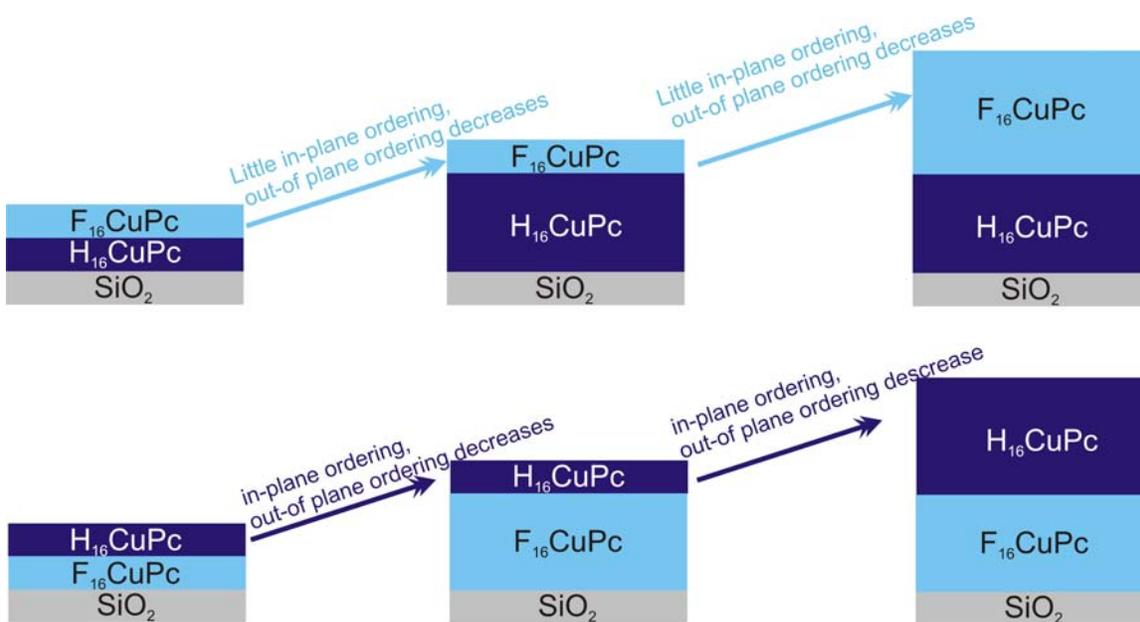 Little in-plane ordering,
out-of plane ordering decreases
Little in-plane ordering,
out-of plane ordering decreases
F₁₆CuPc
H₁₆CuPc
SiO₂
F₁₆CuPc
H₁₆CuPc
SiO₂
F₁₆CuPc
H₁₆CuPc
SiO₂
in-plane ordering,
out-of plane ordering decreases
in-plane ordering,
out-of plane ordering descrease
H₁₆CuPc
F₁₆CuPc
SiO₂
H₁₆CuPc
F₁₆CuPc
SiO₂
H₁₆CuPc
F₁₆CuPc
SiO₂